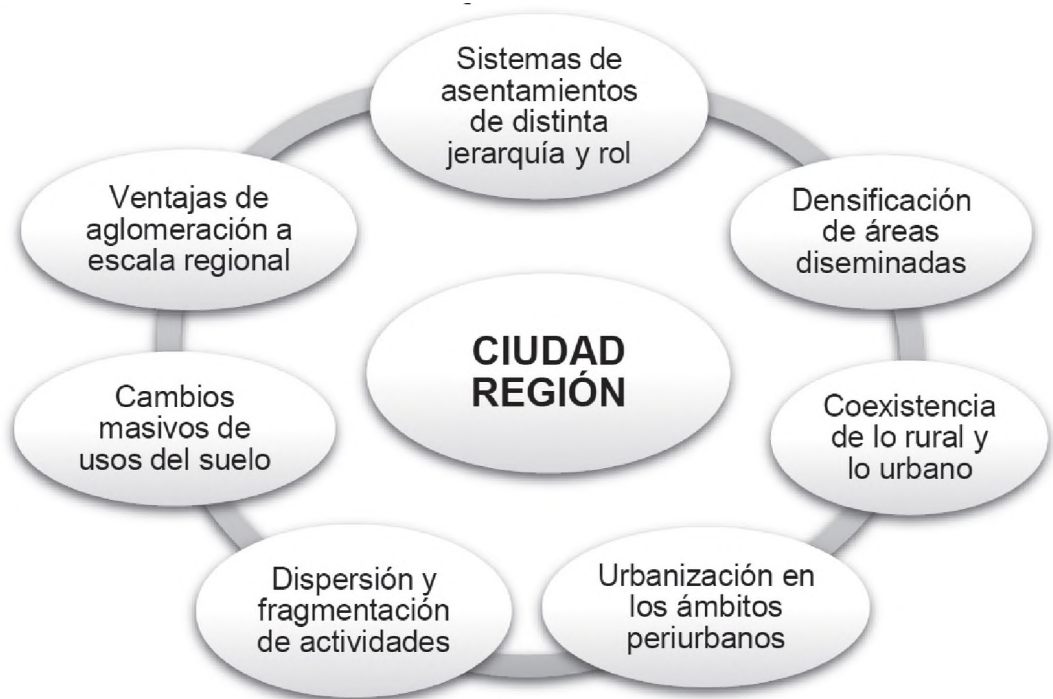 Sistemas de
asentamientos
de distinta
jerarquía y rol
Densificación
de áreas
diseminadas
Coexistencia
de lo rural y
lo urbano
Urbanización en
los ámbitos
periurbanos
Dispersión y
fragmentación
de actividades
Cambios
masivos de
usos del suelo
Ventajas de
aglomeración a
escala regional
CIUDAD
REGIÓN